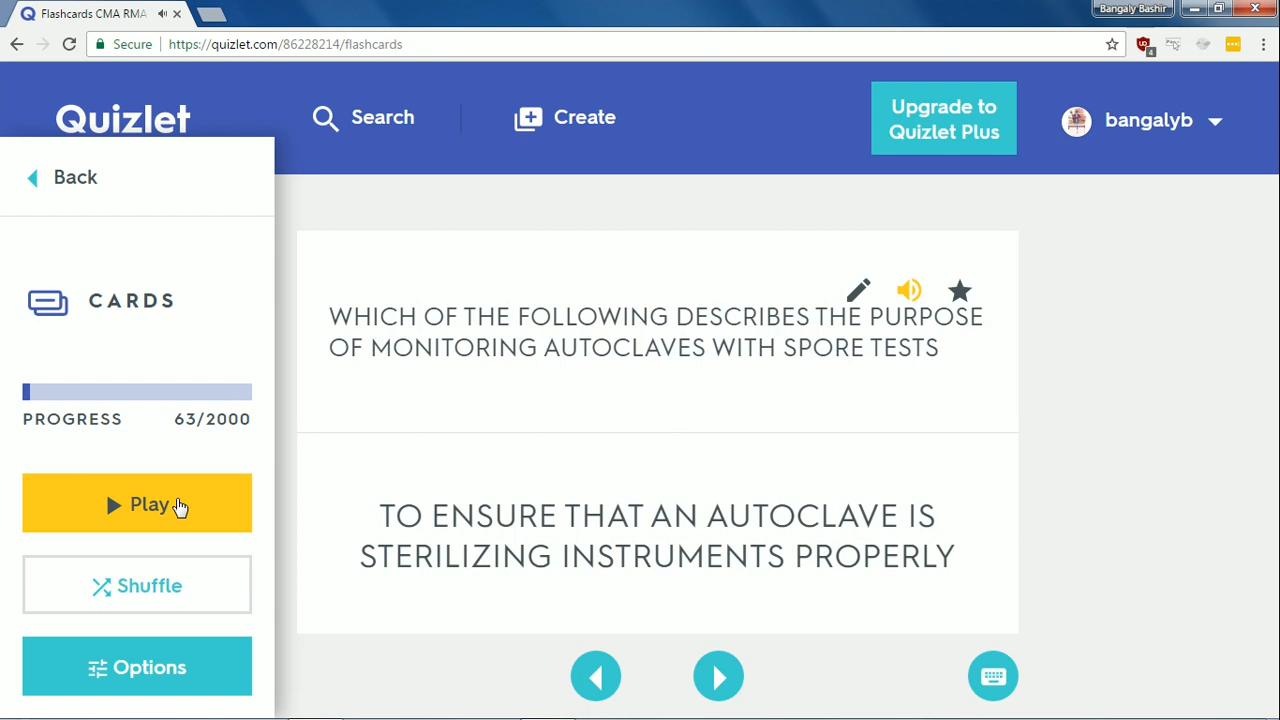 Flashcards CMA RMA
Bangaly Bashir
Secure
https://quizlet.com/86228214/flashcards
4
Quizlet
Search
Create
Upgrade to
Quizlet Plus
bangalyb
Back
CARDS
PROGRESS 63/2000
Play
Shuffle
Options
WHICH OF THE FOLLOWING DESCRIBES THE PURPOSE
OF MONITORING AUTOCLAVES WITH SPORE TESTS
TO ENSURE THAT AN AUTOCLAVE IS
STERILIZING INSTRUMENTS PROPERLY